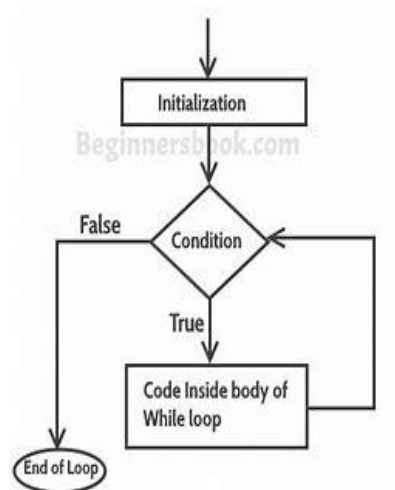 Initialization
Beginnersbook.com
False
Condition
True
Code Inside body of
While loop
End of Loop